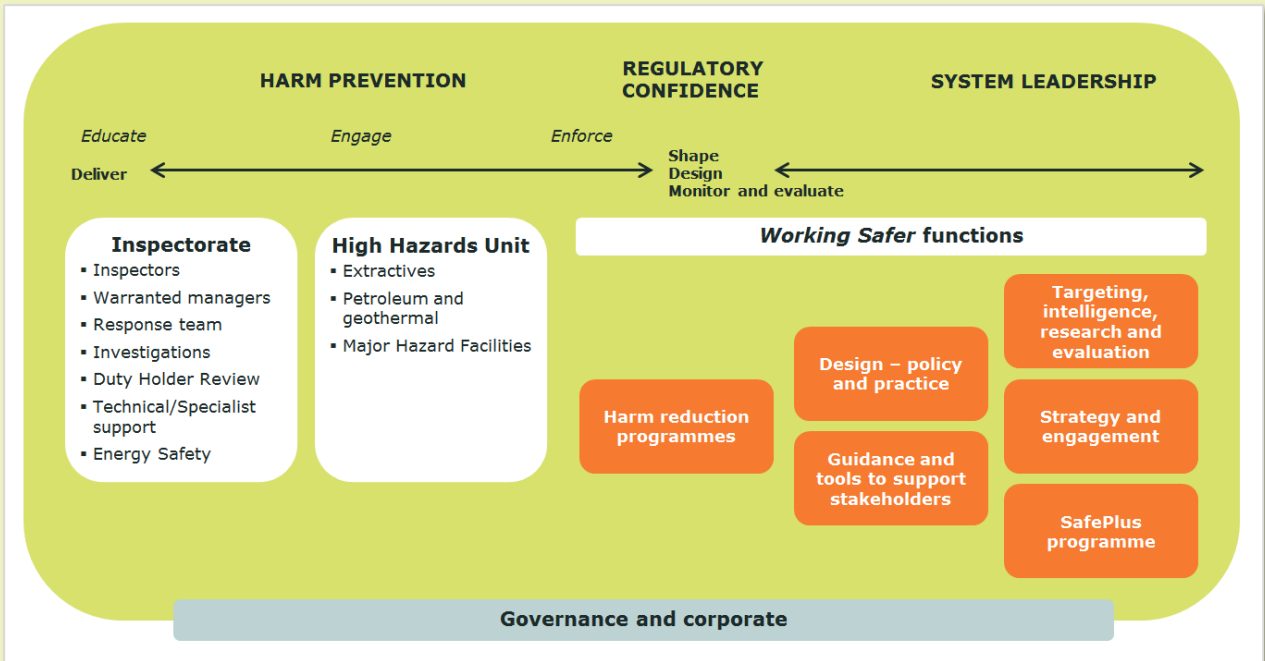 HARM PREVENTION
REGULATORY
CONFIDENCE
SYSTEM LEADERSHIP
Educate
Engage
Enforce
Deliver
Shape
Design
Monitor and evaluate
Inspectorate
▪ Inspectors
▪ Warranted managers
▪ Response team
▪ Investigations
▪ Duty Holder Review
▪ Technical/Specialist
support
▪ Energy Safety
High Hazards Unit
▪ Extractives
▪ Petroleum and
geothermal
▪ Major Hazard Facilities
Working Safer functions
Harm reduction
programmes
Design – policy
and practice
Guidance and
tools to support
stakeholders
Targeting,
intelligence,
research and
evaluation
Strategy and
engagement
SafePlus
programme
Governance and corporate